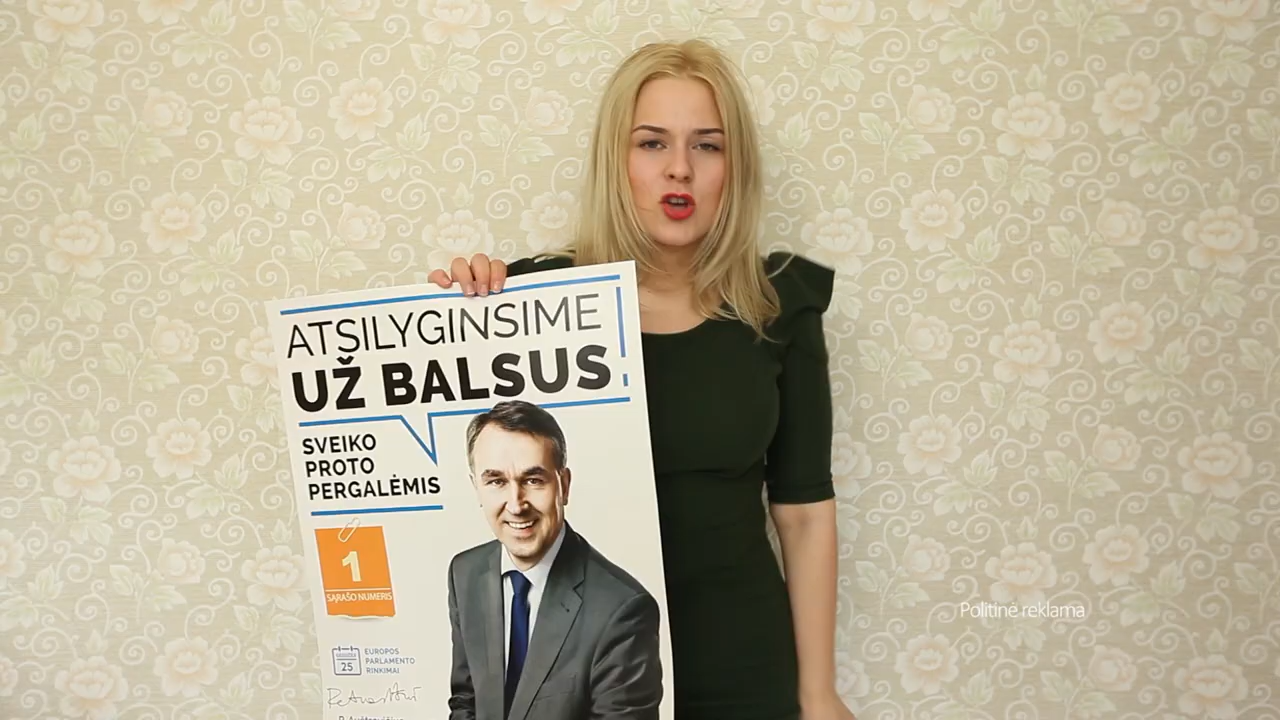 ATSILYGINSIME
UŽ BALSUS!
SVEIKO
PROTO
PERGALĖMIS
1
SĄRAŠO NUMERIS
25
EUROPOS
PARLAMENTO
RINKIMAI
Politinė reklama